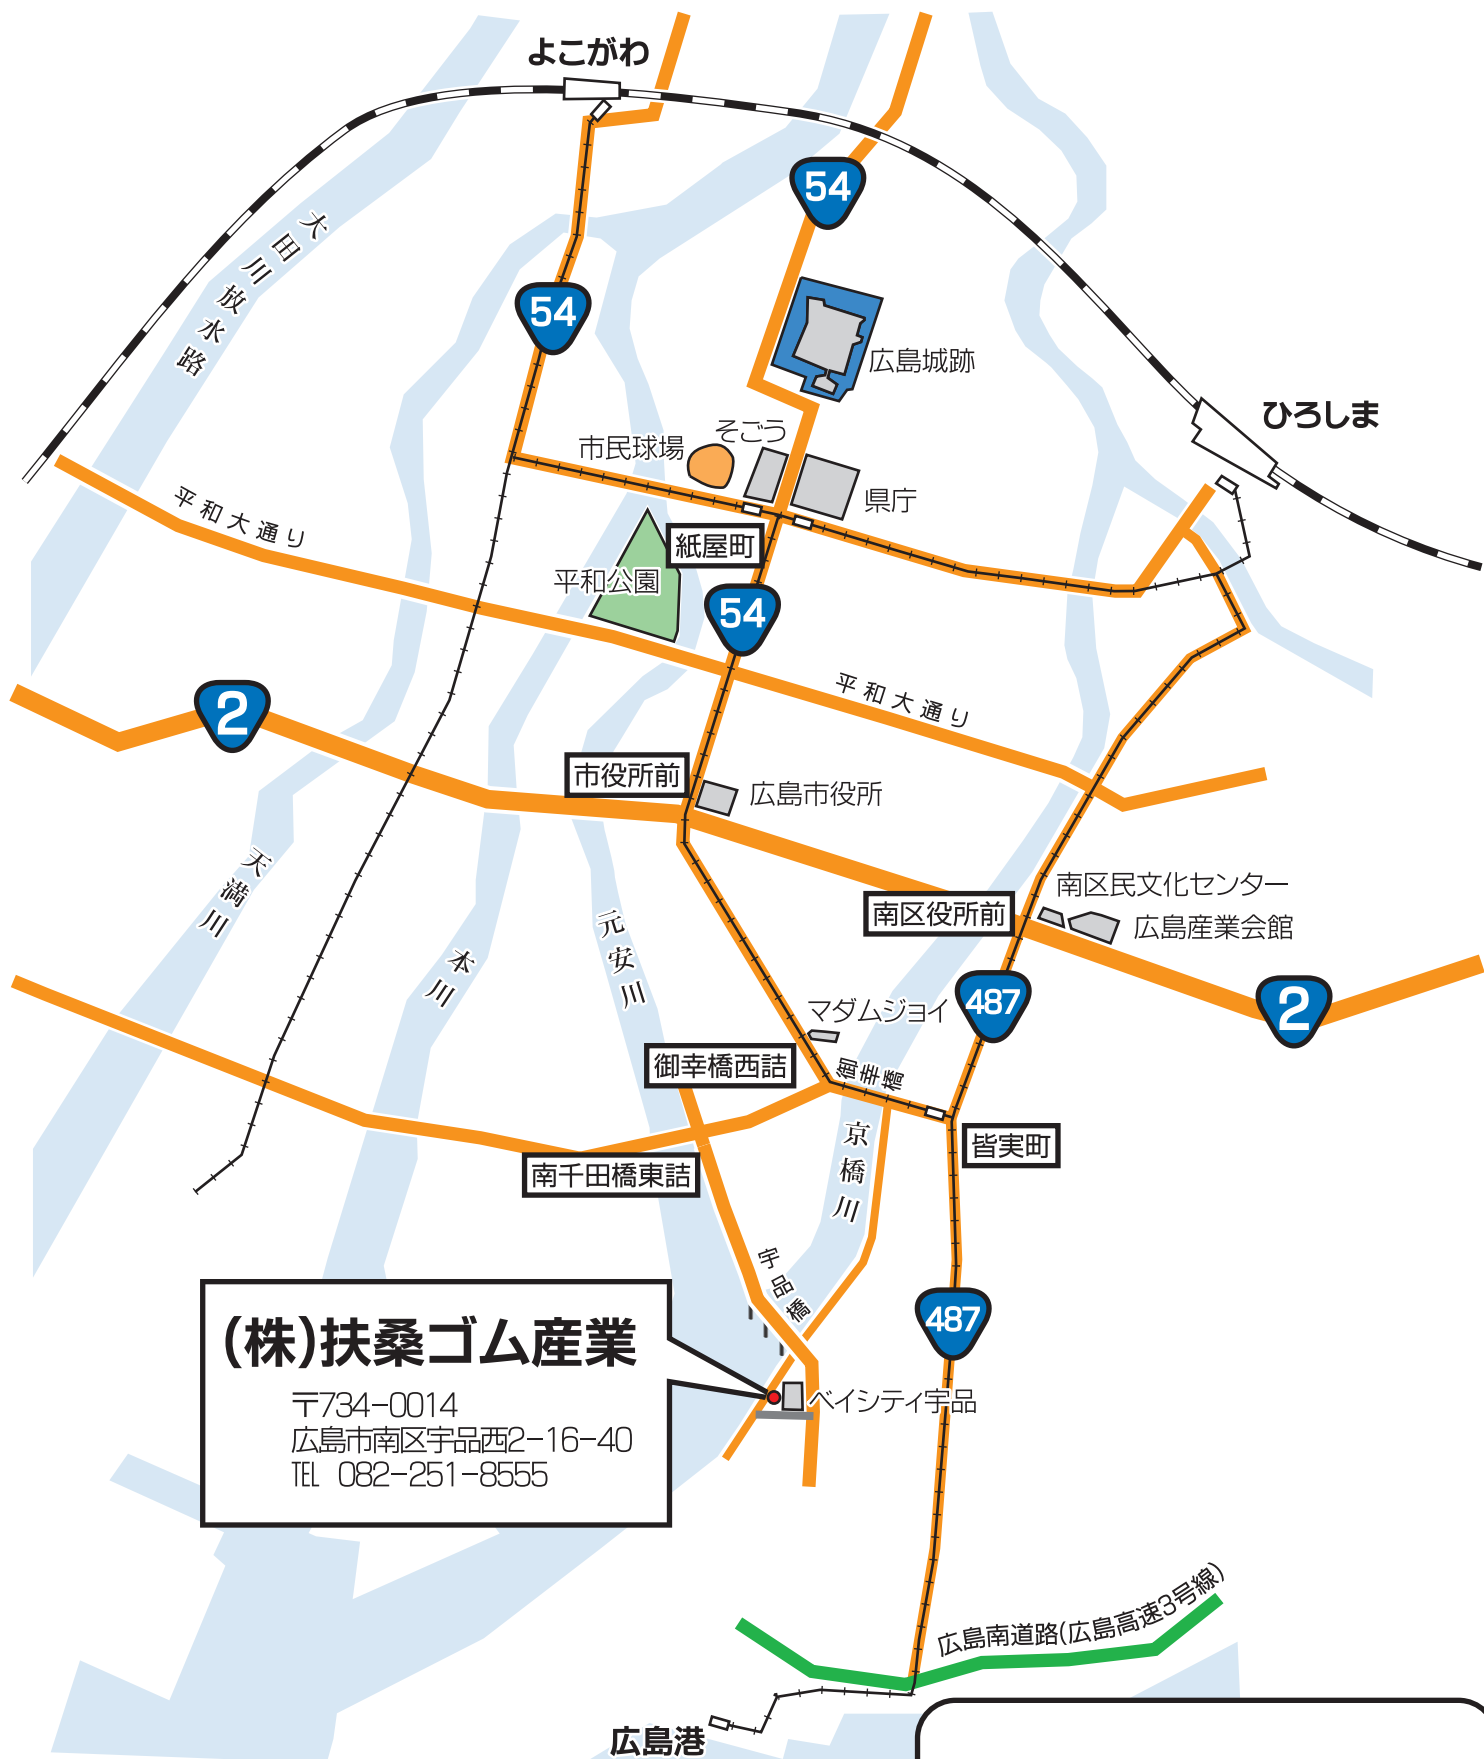 よこがわ
54
大田川放水路
54
広島城跡
ひろしま
そごう
市民球場
県庁
平和大通り
紙屋町
平和公園
54
平和大通り
2
市役所前
広島市役所
天満川
南区民文化センター
南区役所前
広島産業会館
元安川
本川
487
2
マダムジョイ
御幸橋西詰
御幸橋
京橋川
皆実町
南千田橋東詰
宇品橋
(株)扶桑ゴム産業
〒734-0014
広島市南区宇品西2-16-40
TEL 082-251-8555
487
ベイシティ宇品
広島南道路(広島高速3号線)
広島港